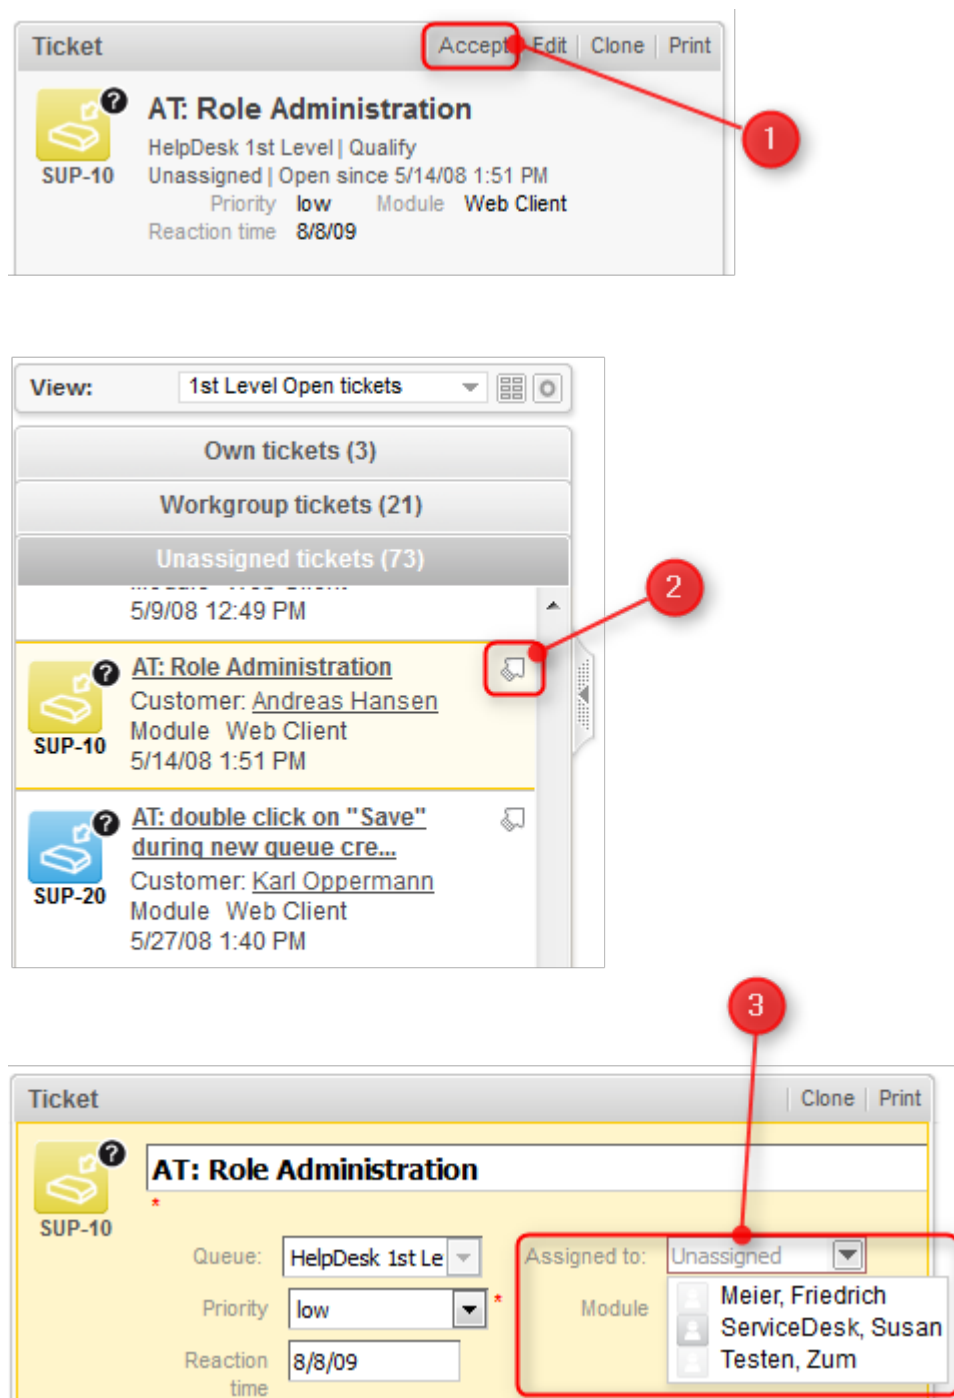 Ticket
Accept Edit Clone Print
AT: Role Administration
HelpDesk 1st Level | Qualify
SUP-10 Unassigned | Open since 5/14/08 1:51 PM
Priority low Module Web Client
Reaction time 8/8/09
1
View: 1st Level Open tickets
Own tickets (3)
Workgroup tickets (21)
Unassigned tickets (73)
5/9/08 12:49 PM
2
AT: Role Administration
Customer: Andreas Hansen
Module Web Client
SUP-10
5/14/08 1:51 PM
AT: double click on "Save"
during new queue cre...
Customer: Karl Oppermann
SUP-20
Module Web Client
5/27/08 1:40 PM
3
Ticket
Clone Print
AT: Role Administration
*
SUP-10
Queue: HelpDesk 1st Le Assigned to: Unassigned
Priority low * Module
Meier, Friedrich
ServiceDesk, Susan
Testen, Zum
Reaction
time 8/8/09